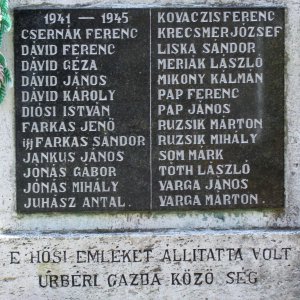 1941 — 1945
CSERNÁK FERENC
DÁVID FERENC
DÁVID GÉZA
DÁVID JÁNOS
DÁVID KÁROLY
DIÓSI ISTVÁN
FARKAS JENŐ
ifj FARKAS SÁNDOR
JANKUS JÁNOS
JÓNÁS GÁBOR
JÓNÁS MIHÁLY
JUHÁSZ ANTAL.
KOVACZIS FERENC
KRECSMER JÓZSEF
LISKA SÁNDOR
MERIÁK LÁSZLÓ
MIKONY KÁLMÁN
PAP FERENC
PAP JÁNOS
RUZSIK MÁRTON
RUZSIK MIHÁLY
SOM MÁRK
TÓTH LÁSZLÓ
VARGA JÁNOS
VARGA MÁRTON.
E HŐSI EMLÉKET ÁLLÍTATTA VOLT
ÚRBÉRI GAZDA KÖZÖ SÉG